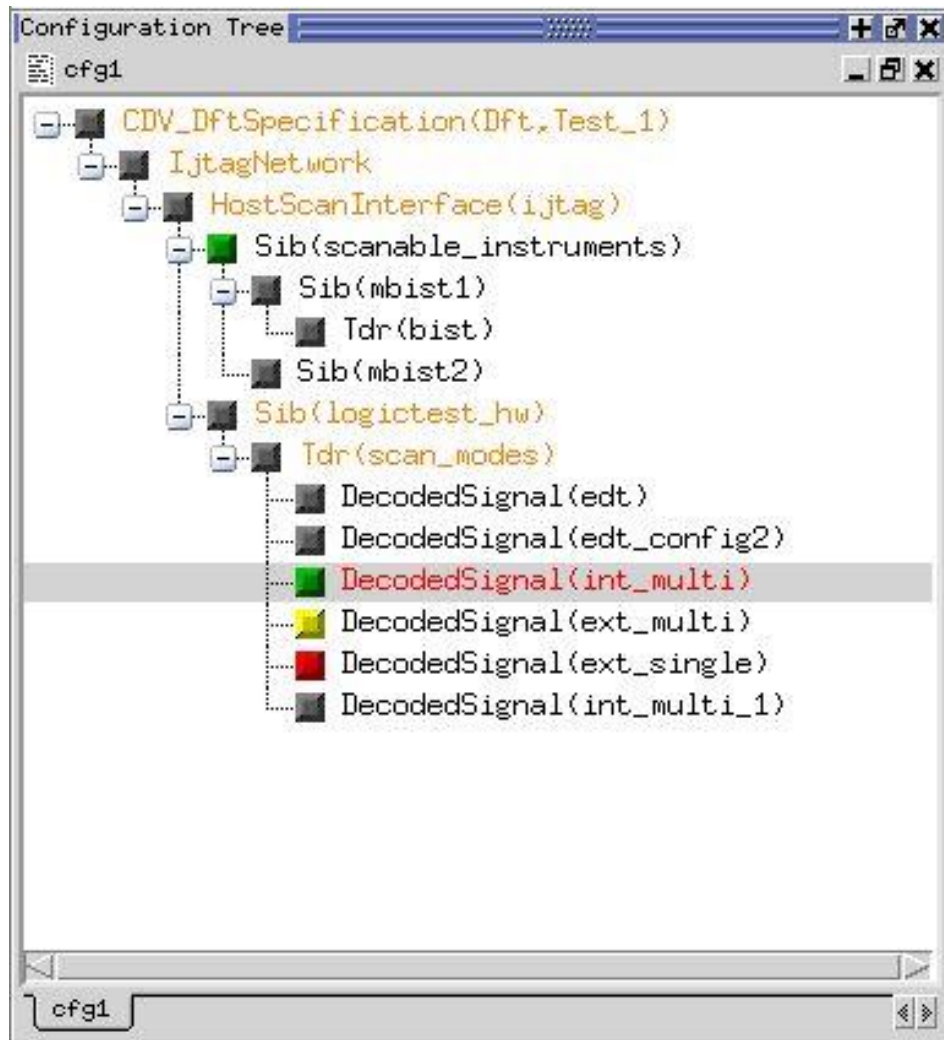 Configuration Tree
cfg1
CDV_DftSpecification(Dft,Test_1)
IjtagNetwork
HostScanInterface(ijtag)
Sib(scanable_instruments)
Sib(mbist1)
Tdr(bist)
Sib(mbist2)
Sib(logictest_hw)
Tdr(scan_modes)
DecodedSignal(edt)
DecodedSignal(edt_config2)
DecodedSignal(int_multi)
DecodedSignal(ext_multi)
DecodedSignal(ext_single)
DecodedSignal(int_multi_1)
cfg1